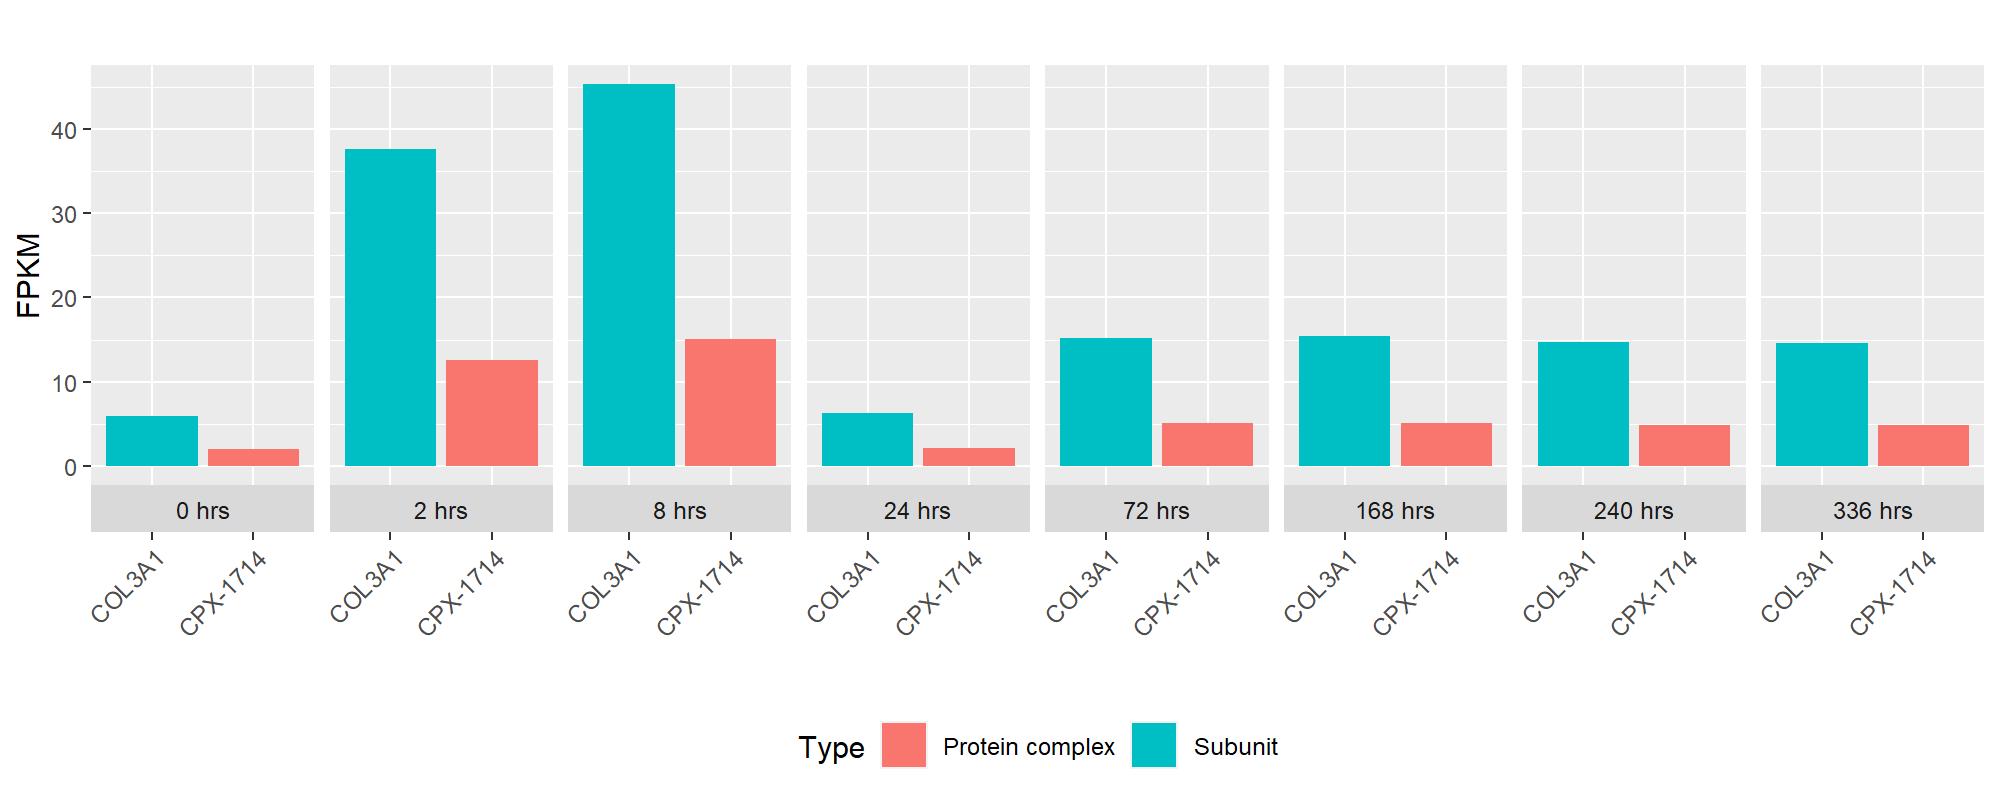 FPKM
40
30
20
10
0
0 hrs 2 hrs 8 hrs 24 hrs 72 hrs 168 hrs 240 hrs 336 hrs
COL3A1 CPX-1714 COL3A1 CPX-1714 COL3A1 CPX-1714 COL3A1 CPX-1714 COL3A1 CPX-1714 COL3A1 CPX-1714 COL3A1 CPX-1714 COL3A1 CPX-1714
Type Protein complex Subunit